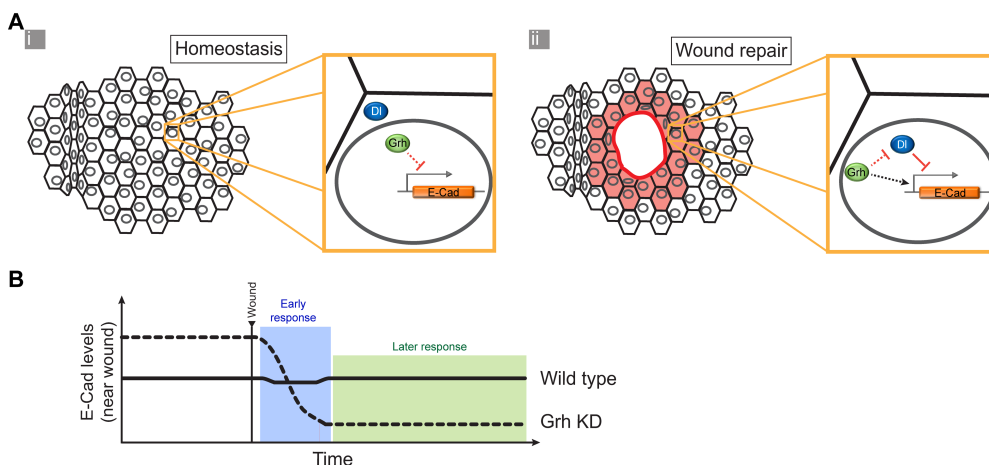 A
i
Homeostasis
Dl
Grh
E-Cad
ii
Wound repair
Dl
Grh
E-Cad
B
E-Cad levels
(near wound)
Wound
Early
response
Later response
Wild type
Grh KD
Time